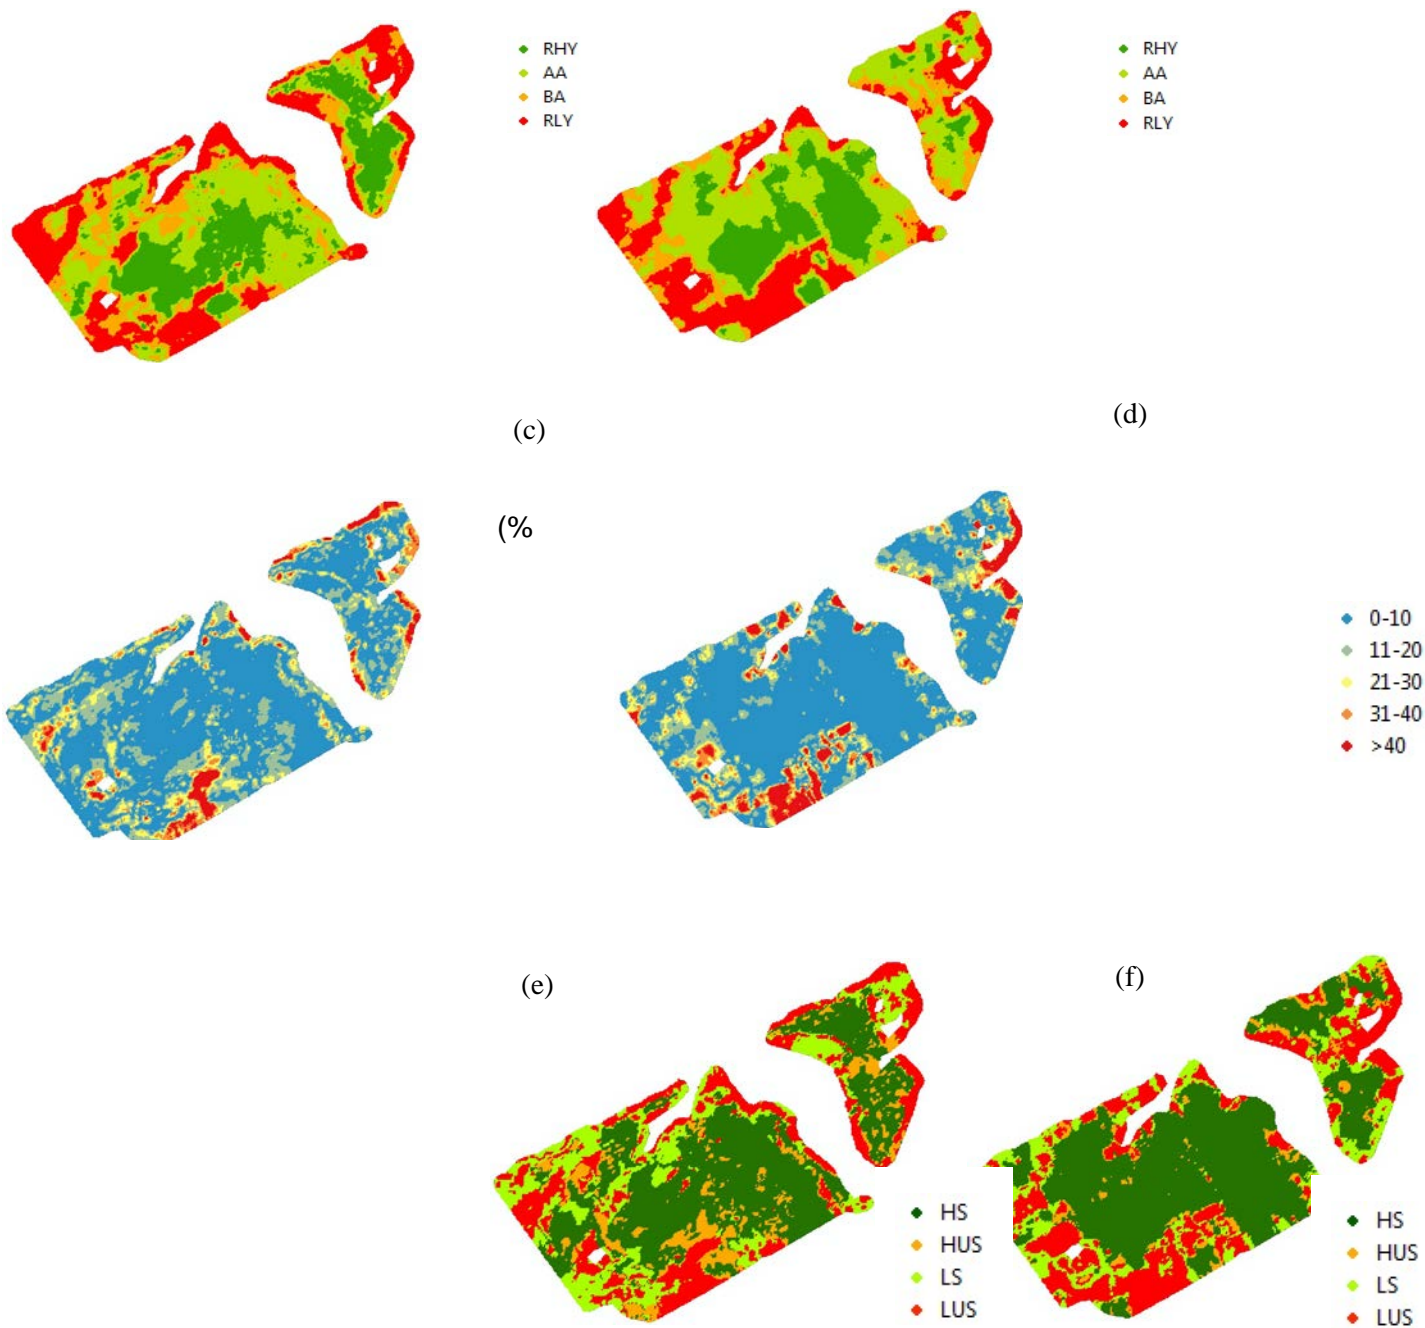 RHY
AA
BA
RLY
RHY
AA
BA
RLY
(c)
(d)
(%
0-10
11-20
21-30
31-40
>40
(e)
(f)
HS
HUS
LS
LUS
HS
HUS
LS
LUS